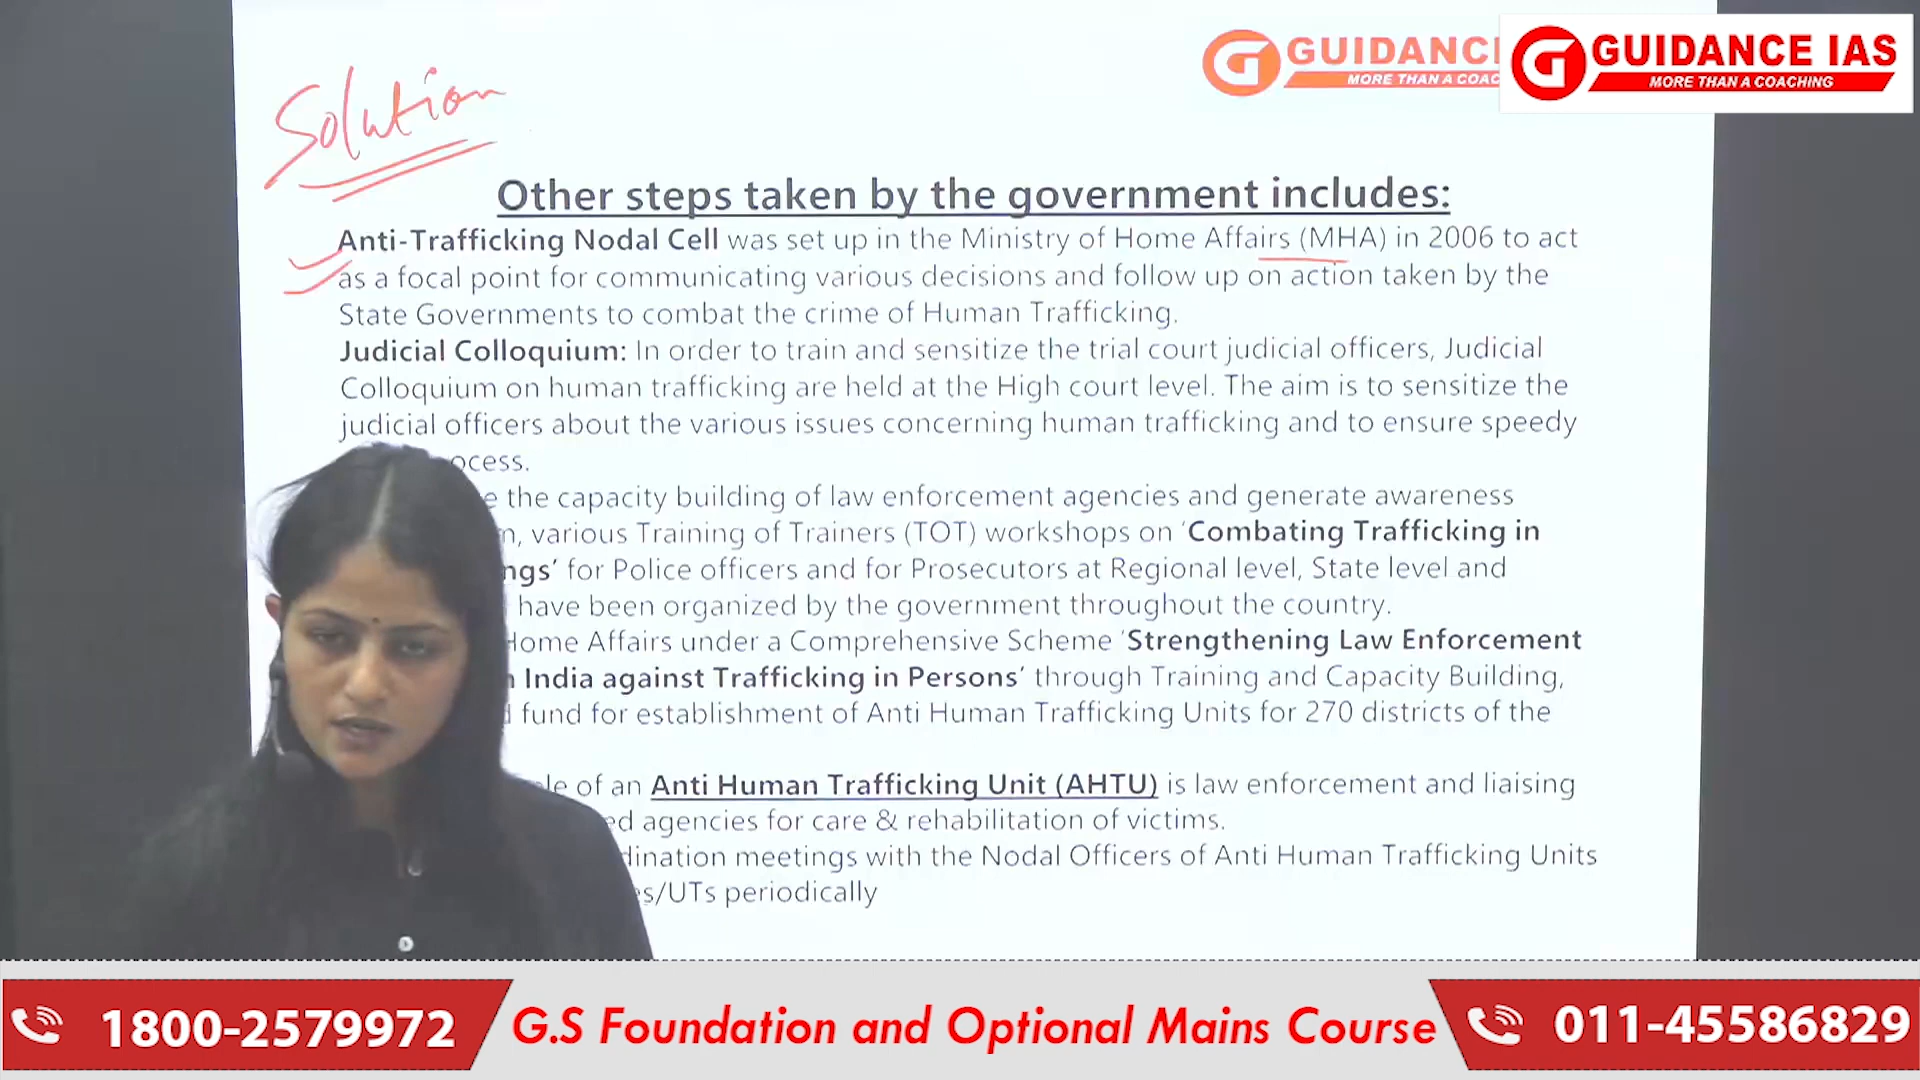 GUIDANC
MORE THAN A COAC
GUIDANCE IAS
MORE THAN A COACHING
Solution
Other steps taken by the government includes:
Anti-Trafficking Nodal Cell was set up in the Ministry of Home Affairs (MHA) in 2006 to act
as a focal point for communicating various decisions and follow up on action taken by the
State Governments to combat the crime of Human Trafficking.
Judicial Colloquium: In order to train and sensitize the trial court judicial officers, Judicial
Colloquium on human trafficking are held at the High court level. The aim is to sensitize the
judicial officers about the various issues concerning human trafficking and to ensure speedy
ocess.
e the capacity building of law enforcement agencies and generate awareness
n, various Training of Trainers (TOT) workshops on ‘Combating Trafficking in
ngs’ for Police officers and for Prosecutors at Regional level, State level and
have been organized by the government throughout the country.
Home Affairs under a Comprehensive Scheme ‘Strengthening Law Enforcement
India against Trafficking in Persons’ through Training and Capacity Building,
fund for establishment of Anti Human Trafficking Units for 270 districts of the
le of an Anti Human Trafficking Unit (AHTU) is law enforcement and liaising
ed agencies for care & rehabilitation of victims.
dination meetings with the Nodal Officers of Anti Human Trafficking Units
s/UTs periodically
1800-2579972
G.S Foundation and Optional Mains Course
011-45586829